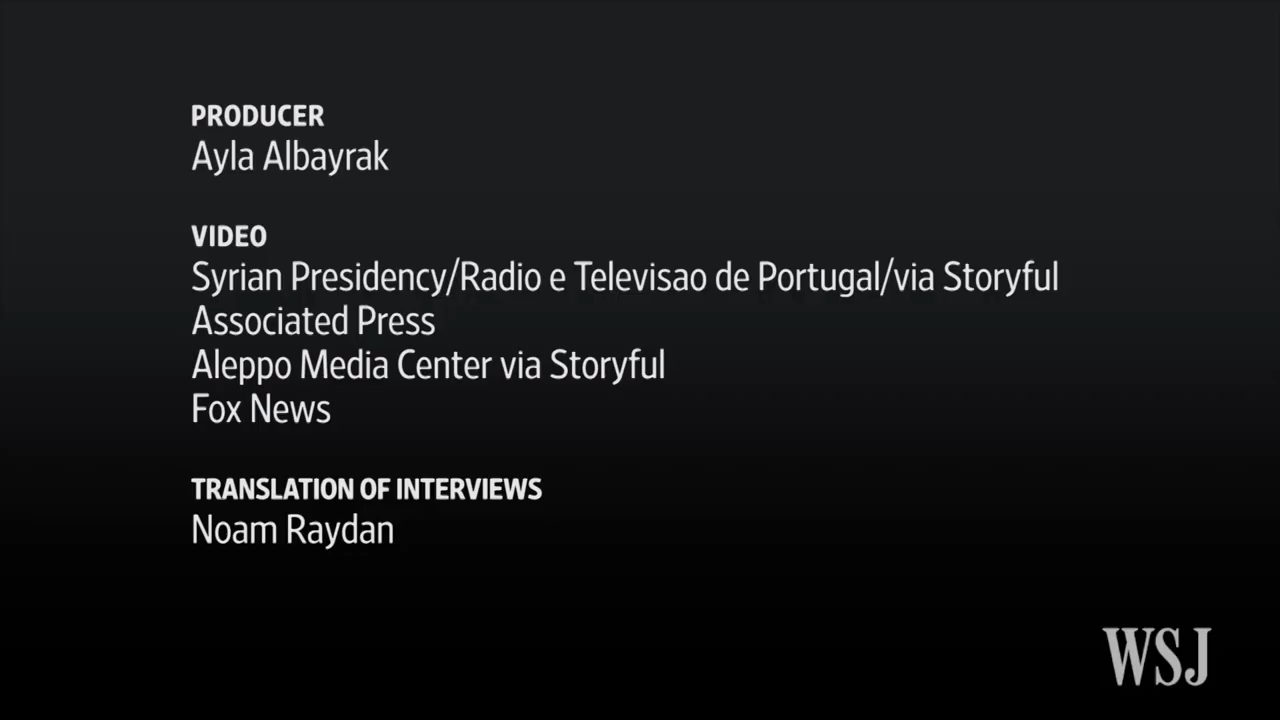 PRODUCER
Ayla Albayrak
VIDEO
Syrian Presidency/Radio e Televisao de Portugal/via Storyful
Associated Press
Aleppo Media Center via Storyful
Fox News
TRANSLATION OF INTERVIEWS
Noam Raydan
WSJ